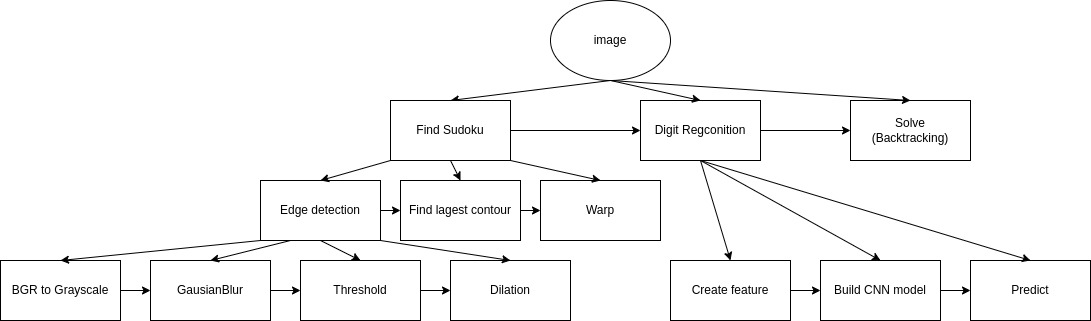 image
Find Sudoku
Digit Regconition
Solve
(Backtracking)
Edge detection
Find lagest contour
Warp
BGR to Grayscale
GausianBlur
Threshold
Dilation
Create feature
Build CNN model
Predict